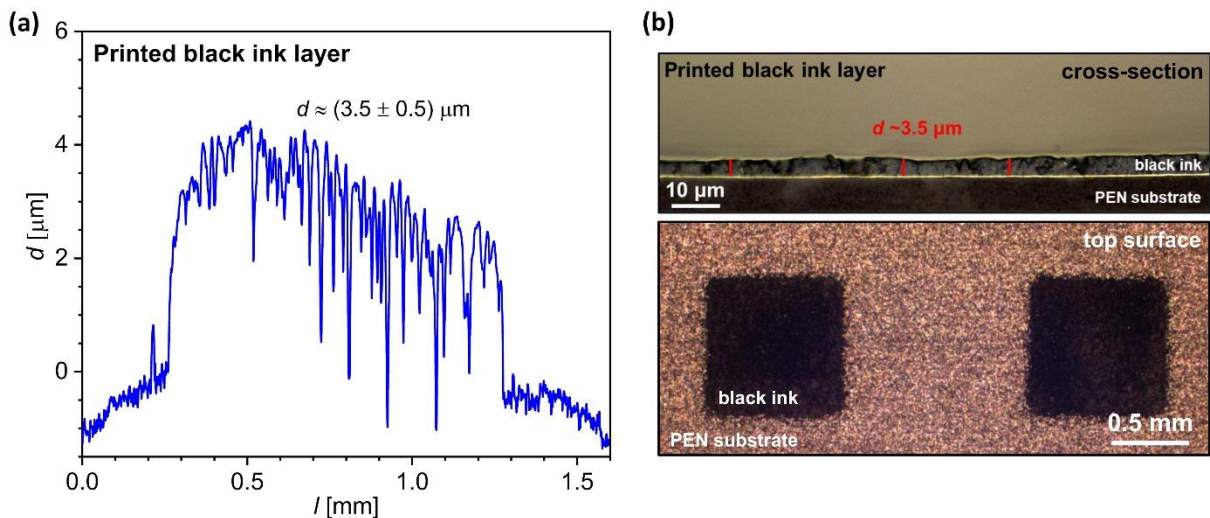 (a)
Printed black ink layer
d ≈ (3.5 ± 0.5) μm
d [μm]
6
4
2
0
0.0 0.5 1.0 1.5
l [mm]
(b)
Printed black ink layer cross-section
d ~3.5 μm
black ink
10 μm
PEN substrate
top surface
black ink
PEN substrate
0.5 mm